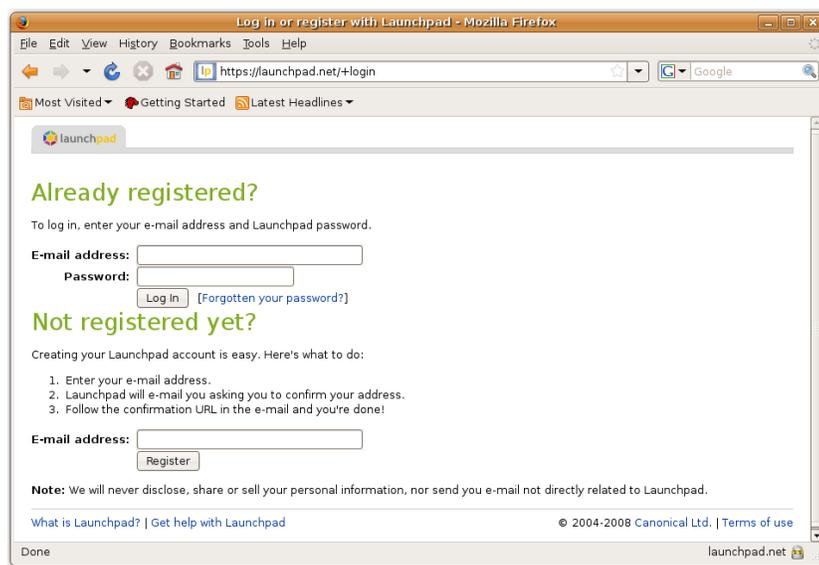 Log in or register with Launchpad - Mozilla Firefox
File Edit View History Bookmarks Tools Help
lp https://launchpad.net/+login G Google
Most Visited Getting Started Latest Headlines
launchpad
Already registered?
To log in, enter your e-mail address and Launchpad password.
E-mail address:
Password:
Log In [Forgotten your password?]
Not registered yet?
Creating your Launchpad account is easy. Here's what to do:
1. Enter your e-mail address.
2. Launchpad will e-mail you asking you to confirm your address.
3. Follow the confirmation URL in the e-mail and you're done!
E-mail address:
Register
Note: We will never disclose, share or sell your personal information, nor send you e-mail not directly related to Launchpad.
What is Launchpad? | Get help with Launchpad © 2004-2008 Canonical Ltd. | Terms of use
Done launchpad.net